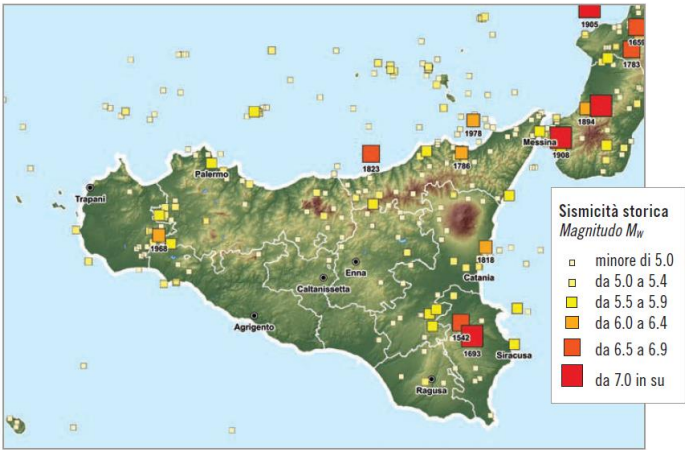 1905
1659
1783
1894
1978
Messina
1908
1823
1786
Palermo
Trapani
1968
1818
Enna
Catania
Caltanissetta
Agrigento
1542
1693
Siracusa
Ragusa
Sismicità storica
Magnitudo Mw
minore di 5.0
da 5.0 a 5.4
da 5.5 a 5.9
da 6.0 a 6.4
da 6.5 a 6.9
da 7.0 in su